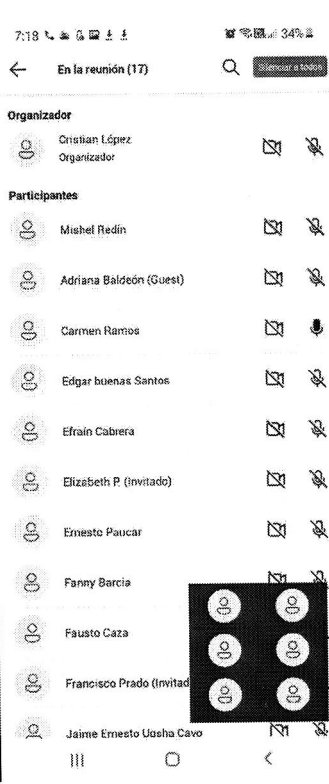 7:18
34%
En la reunión (17)
Silenciar a todos
Organizador
Cristian López
Organizador
Participantes
Mishel Redín
Adriana Baldeón (Guest)
Carmen Ramos
Edgar buenas Santos
Efraín Cabrera
Elizabeth P. (Invitado)
Ernesto Paucar
Fanny Barcia
Fausto Caza
Francisco Prado (Invitad
Jaime Ernesto Uqsha Cavo